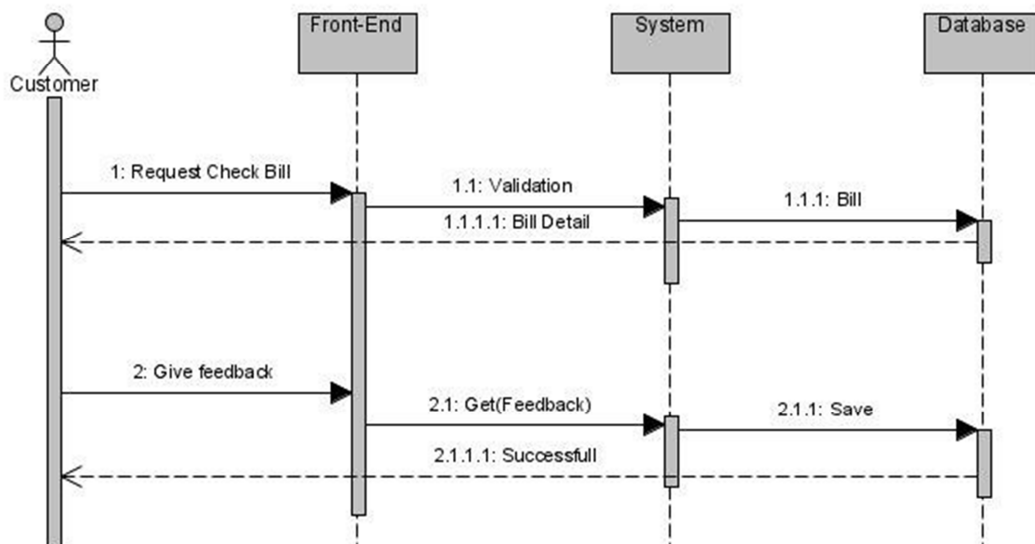 Front-End
System
Database
Customer
1: Request Check Bill
1.1: Validation
1.1.1: Bill
1.1.1.1: Bill Detail
2: Give feedback
2.1: Get(Feedback)
2.1.1: Save
2.1.1.1: Successfull